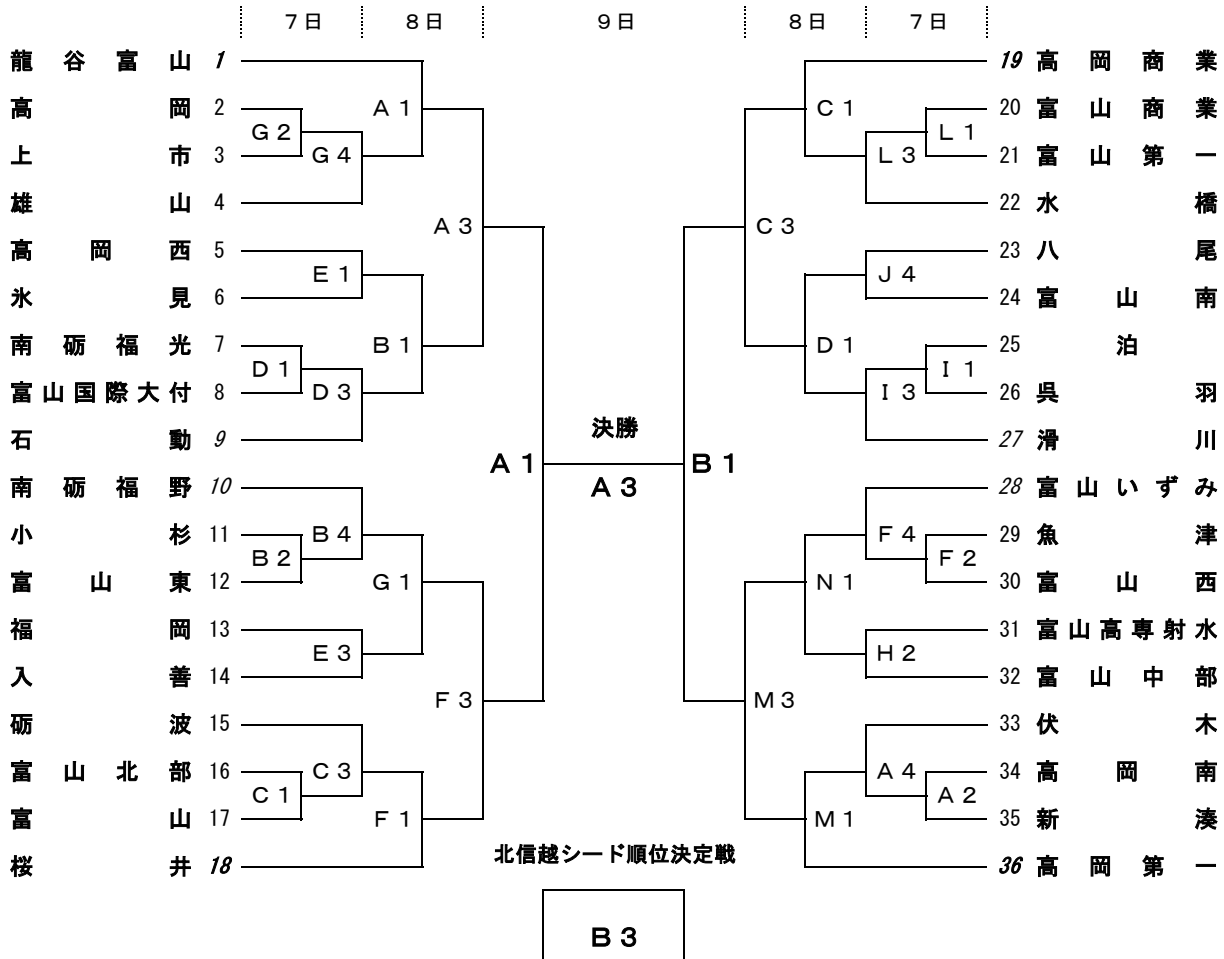 7日 8日 9日 8日 7日
龍谷富山 1
高岡 2
上市 3
雄山 4
高岡西 5
氷見 6
南砺福光 7
富山国際大付 8
石動 9
南砺福野 10
小杉 11
富山東 12
福岡 13
入善 14
砺波 15
富山北部 16
富山 17
桜井 18
G2
G4
A1
E1
D1
D3
B1
A3
B2
B4
E3
G1
C1
C3
F1
F3
A1
決勝
A3
B1
北信越シード順位決定戦
B3
C1
L1
L3
C3
J4
D1
I1
I3
F4
F2
N1
H2
M3
A4
A2
M1
19 高岡商業
20 富山商業
21 富山第一
22 水橋
23 八尾
24 富山南
25 泊
26 呉羽
27 滑川
28 富山いずみ
29 魚津
30 富山西
31 富山高専射水
32 富山中部
33 伏木
34 高岡南
35 新湊
36 高岡第一